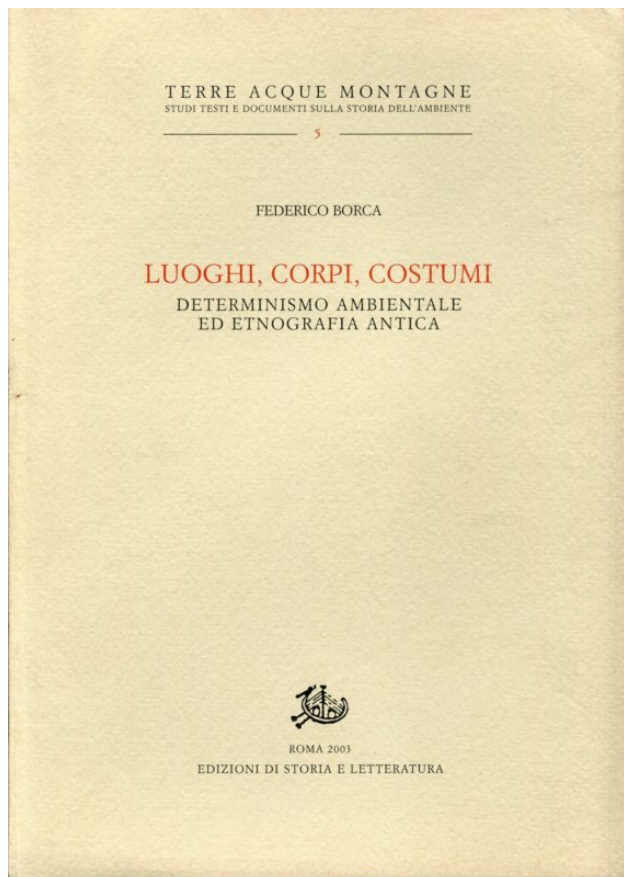 TERRE ACQUE MONTAGNE
STUDI TESTI E DOCUMENTI SULLA STORIA DELL'AMBIENTE
5
FEDERICO BORCA
LUOGHI, CORPI, COSTUMI
DETERMINISMO AMBIENTALE
ED ETNOGRAFIA ANTICA
ROMA 2003
EDIZIONI DI STORIA E LETTERATURA